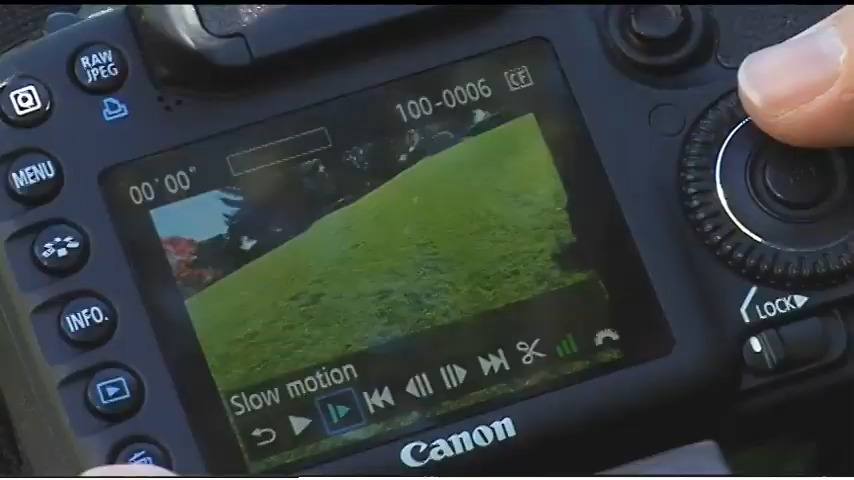 RAW
JPEG
100-0006 CF
MENU
00'00"
INFO.
LOCK
Slow motion
Canon